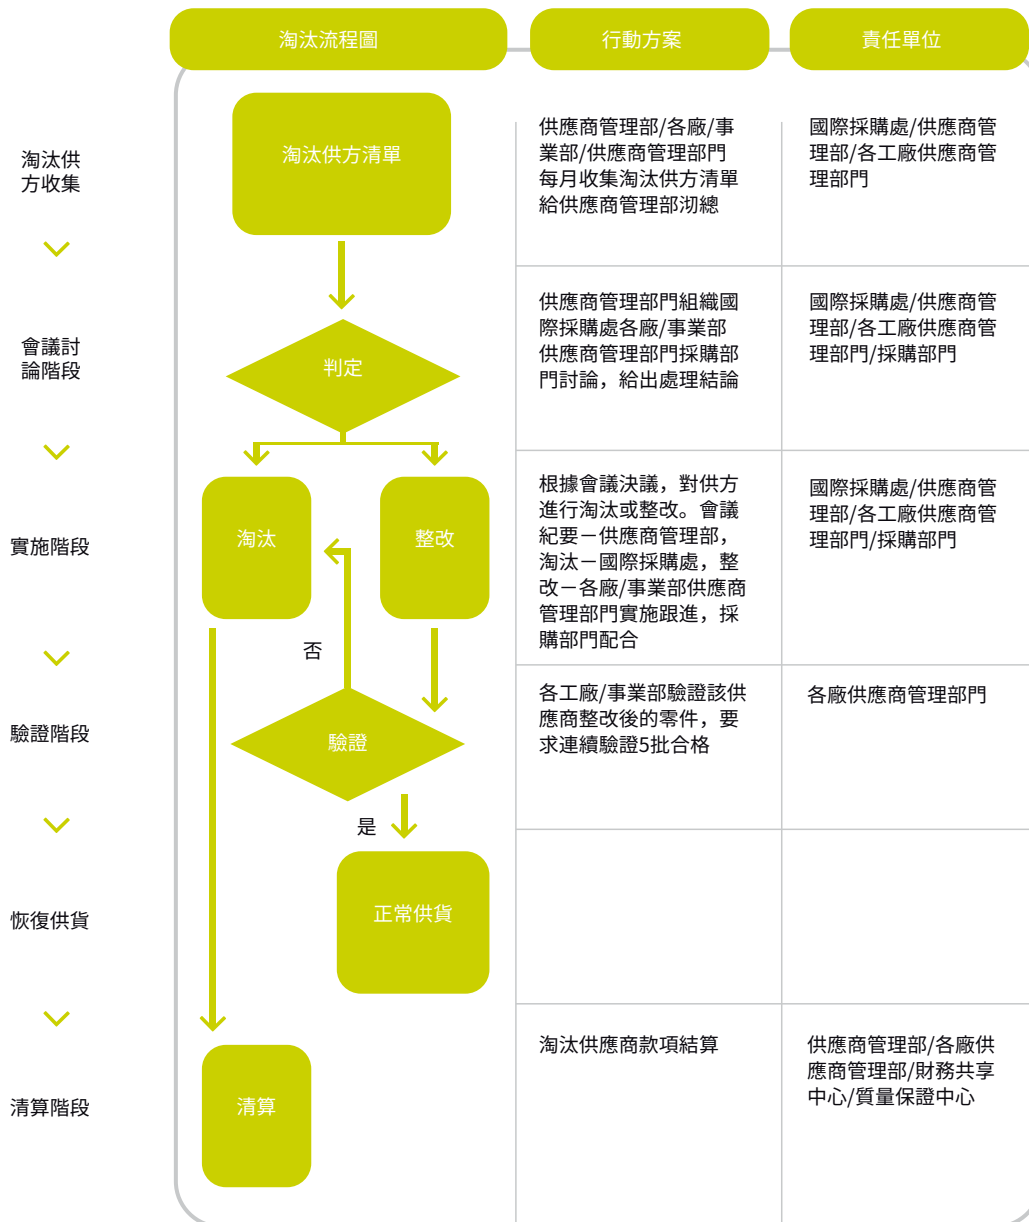 淘汰流程圖
行動方案
責任單位
淘汰供
方收集
淘汰供方清單
供應商管理部/各廠/事
業部/供應商管理部門
每月收集淘汰供方清單
給供應商管理部沏總
國際採購處/供應商管
理部/各工廠供應商管
理部門
會議討
論階段
判定
供應商管理部門組織國
際採購處各廠/事業部
供應商管理部門採購部
門討論，給出處理結論
國際採購處/供應商管
理部/各工廠供應商管
理部門/採購部門
實施階段
淘汰
整改
否
根據會議決議，對供方
進行淘汰或整改。會議
紀要－供應商管理部，
淘汰－國際採購處，整
改－各廠/事業部供應商
管理部門實施跟進，採
購部門配合
國際採購處/供應商管
理部/各工廠供應商管
理部門/採購部門
驗證階段
驗證
是
各工廠/事業部驗證該供
應商整改後的零件，要
求連續驗證5批合格
各廠供應商管理部門
恢復供貨
正常供貨
清算階段
清算
淘汰供應商款項結算
供應商管理部/各廠供
應商管理部/財務共享
中心/質量保證中心